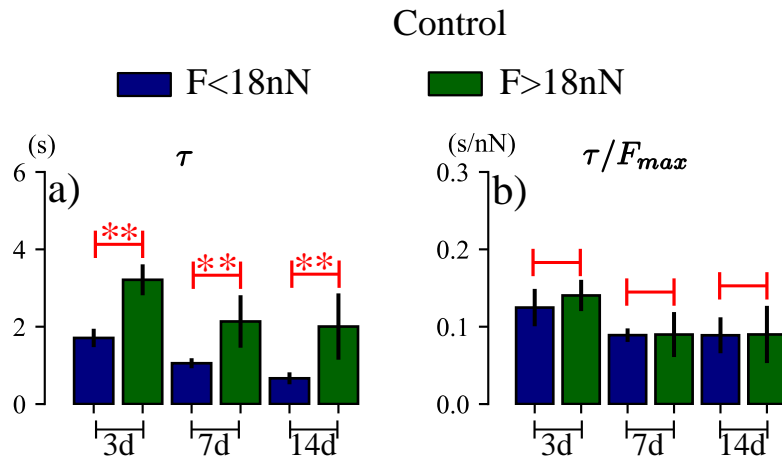 Control
F<18nN F>18nN
(s) τ (s/nN) τ/F_max
6 a) 0.3 b)
** ** **
4 0.2
2 0.1
0 0.0
3d 7d 14d 3d 7d 14d